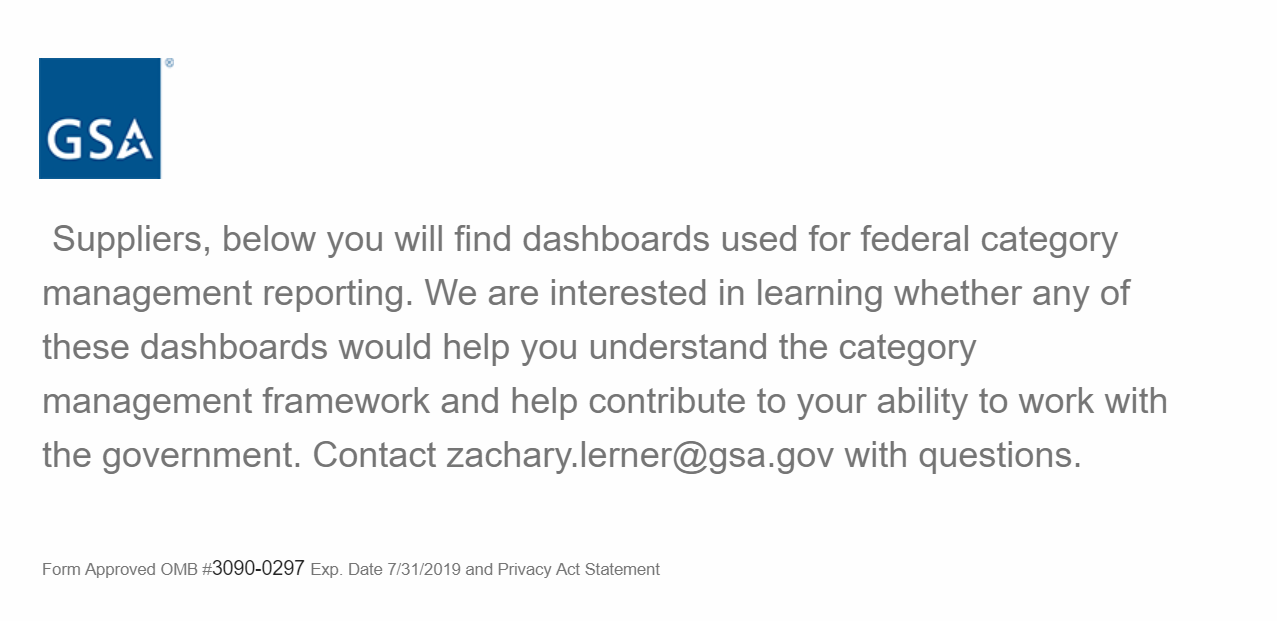 ®
GSA
Suppliers, below you will find dashboards used for federal category
management reporting. We are interested in learning whether any of
these dashboards would help you understand the category
management framework and help contribute to your ability to work with
the government. Contact zachary.lerner@gsa.gov with questions.
Form Approved OMB #3090-0297 Exp. Date 7/31/2019 and Privacy Act Statement